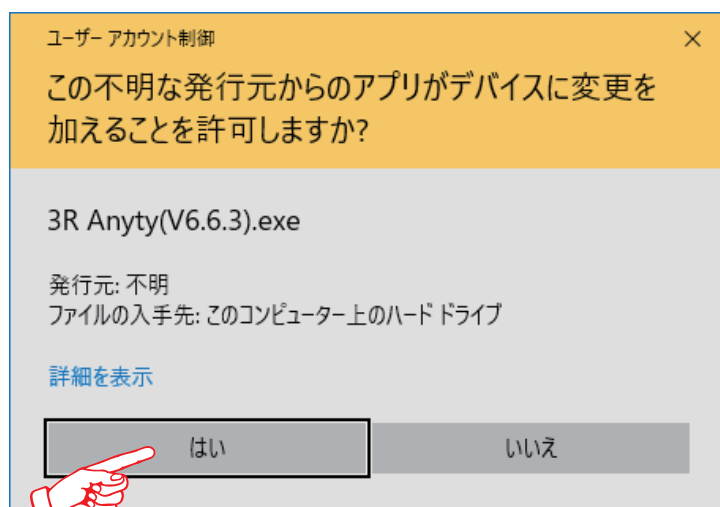 ユーザー アカウント制御
この不明な発行元からのアプリがデバイスに変更を
加えることを許可しますか?
3R Anyty(V6.6.3).exe
発行元: 不明
ファイルの入手先: このコンピューター上のハード ドライブ
詳細を表示
はい
いいえ